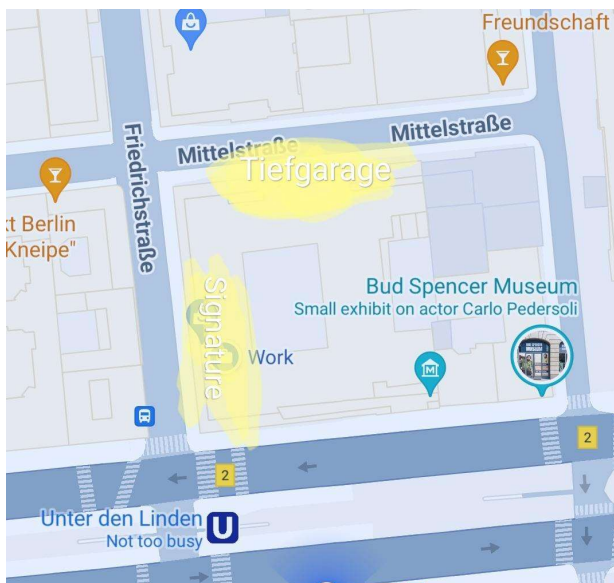 Freundschaft
Mittelstraße
Mittelstraße
Tiefgarage
Friedrichstraße
kt Berlin
Kneipe"
Signature
Bud Spencer Museum
Small exhibit on actor Carlo Pedersoli
Work
2
2
Unter den Linden
Not too busy
U